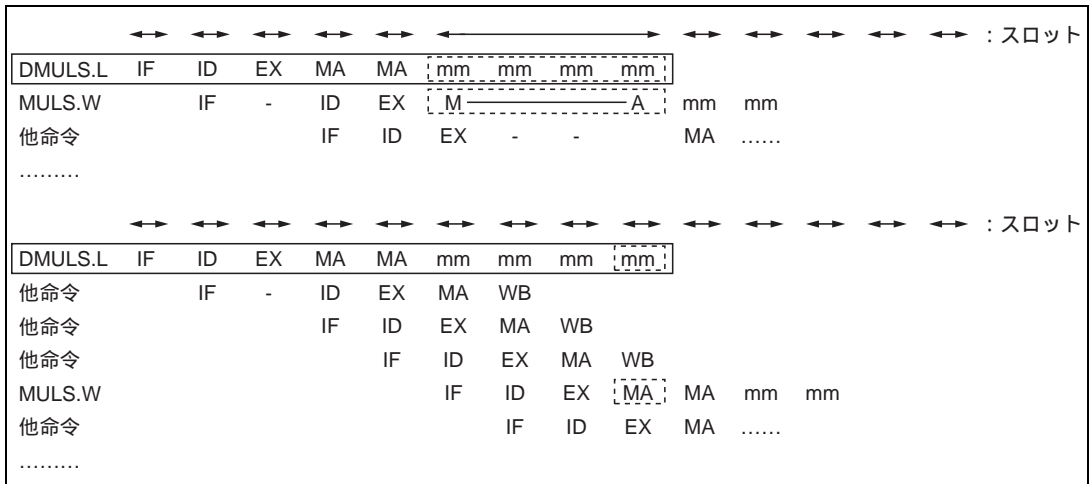 ：スロット
DMULS.L IF ID EX MA MA mm mm mm mm
MULS.W IF - ID EX M A mm mm
他命令 IF ID EX - - MA ……
………
：スロット
DMULS.L IF ID EX MA MA mm mm mm mm
他命令 IF - ID EX MA WB
他命令 IF ID EX MA WB
他命令 IF ID EX MA WB
MULS.W IF ID EX MA MA mm mm
他命令 IF ID EX MA ……
………